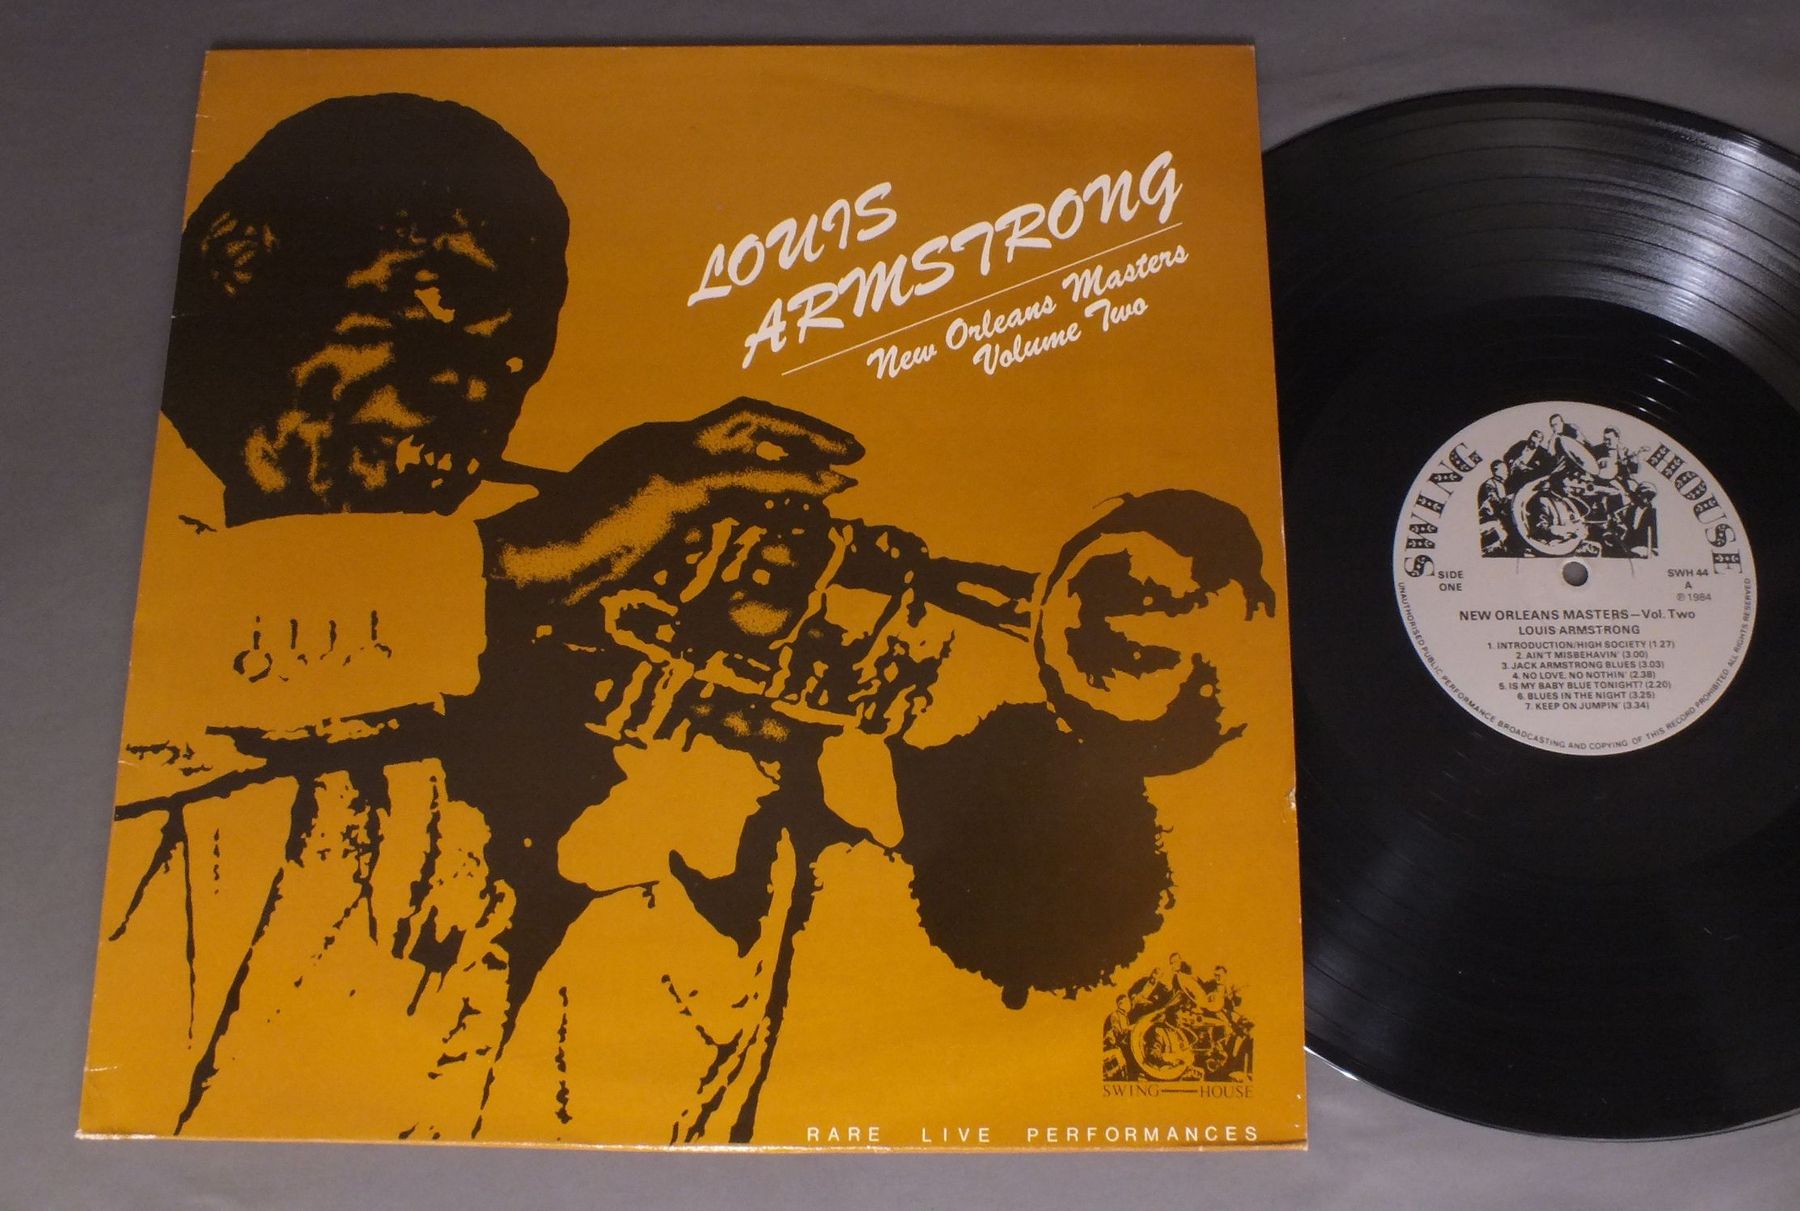 LOUIS
ARMSTRONG
New Orleans Masters
Volume Two
SWING HOUSE
RARE LIVE PERFORMANCES
SWING HOUSE
SIDE
ONE
SWH 44
A
℗ 1984
NEW ORLEANS MASTERS—Vol. Two
LOUIS ARMSTRONG
1. INTRODUCTION/HIGH SOCIETY (1.27)
2. AIN'T MISBEHAVIN' (3.00)
3. JACK ARMSTRONG BLUES (3.03)
4. NO LOVE, NO NOTHIN' (2.38)
5. IS MY BABY BLUE TONIGHT? (2.20)
6. BLUES IN THE NIGHT (3.25)
7. KEEP ON JUMPIN' (3.34)
UNAUTHORISED PUBLIC PERFORMANCE BROADCASTING AND COPYING OF THIS RECORD PROHIBITED. ALL RIGHTS RESERVED